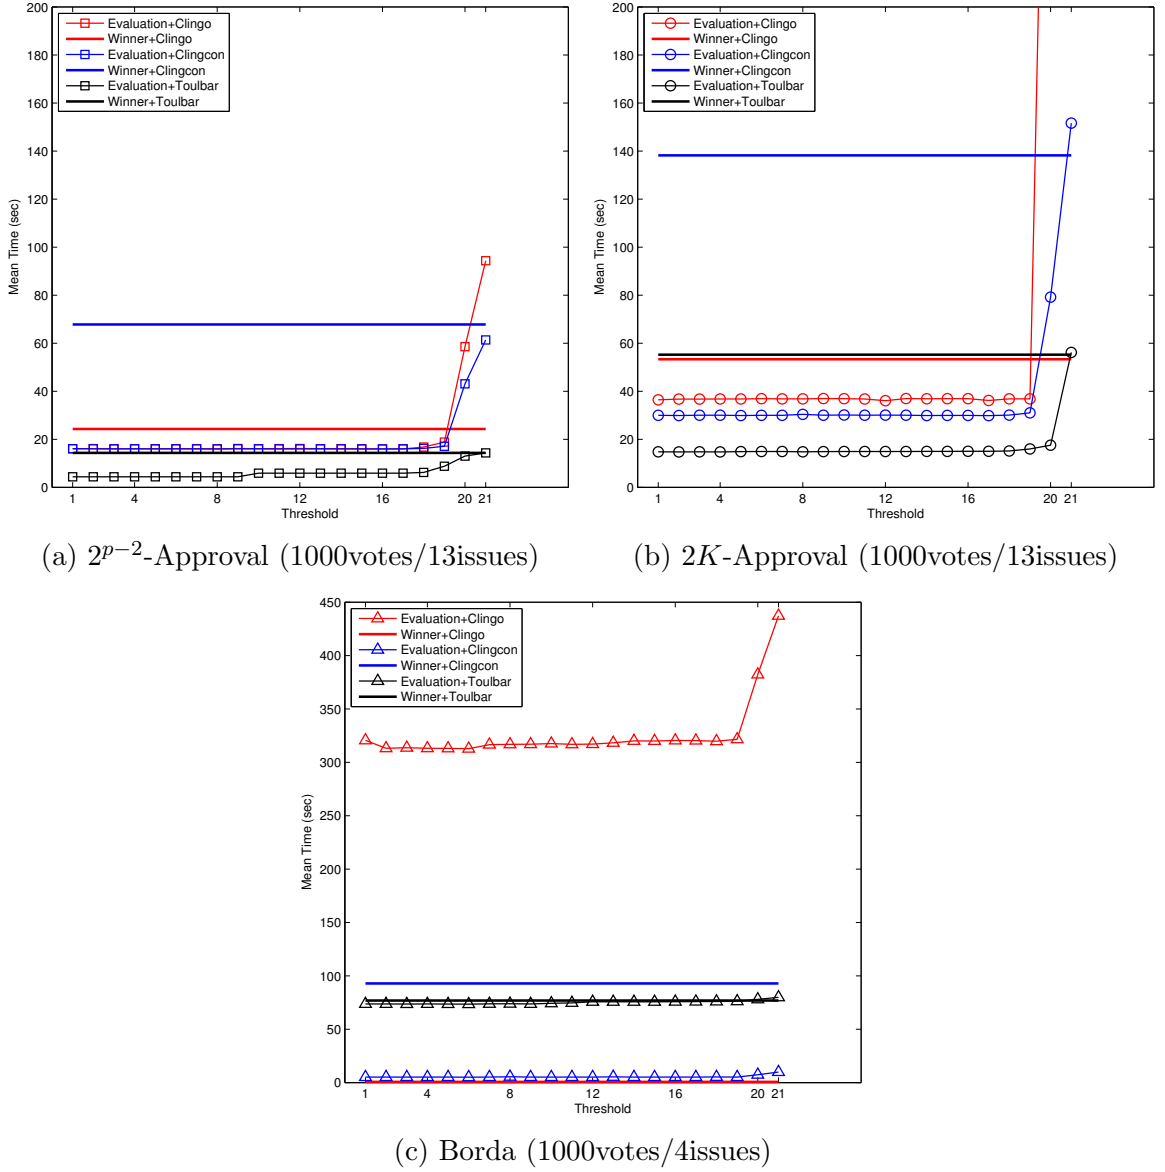 200
180
160
140
120
100
80
60
40
20
0
Mean Time (sec)
Evaluation+Clingo
Winner+Clingo
Evaluation+Clingcon
Winner+Clingcon
Evaluation+Toulbar
Winner+Toulbar
1 4 8 12 16 20 21
Threshold
(a) 2^{p−2}-Approval (1000votes/13issues)
200
180
160
140
120
100
80
60
40
20
0
Mean Time (sec)
Evaluation+Clingo
Winner+Clingo
Evaluation+Clingcon
Winner+Clingcon
Evaluation+Toulbar
Winner+Toulbar
1 4 8 12 16 20 21
Threshold
(b) 2K-Approval (1000votes/13issues)
450
400
350
300
250
200
150
100
50
0
Mean Time (sec)
Evaluation+Clingo
Winner+Clingo
Evaluation+Clingcon
Winner+Clingcon
Evaluation+Toulbar
Winner+Toulbar
1 4 8 12 16 20 21
Threshold
(c) Borda (1000votes/4issues)